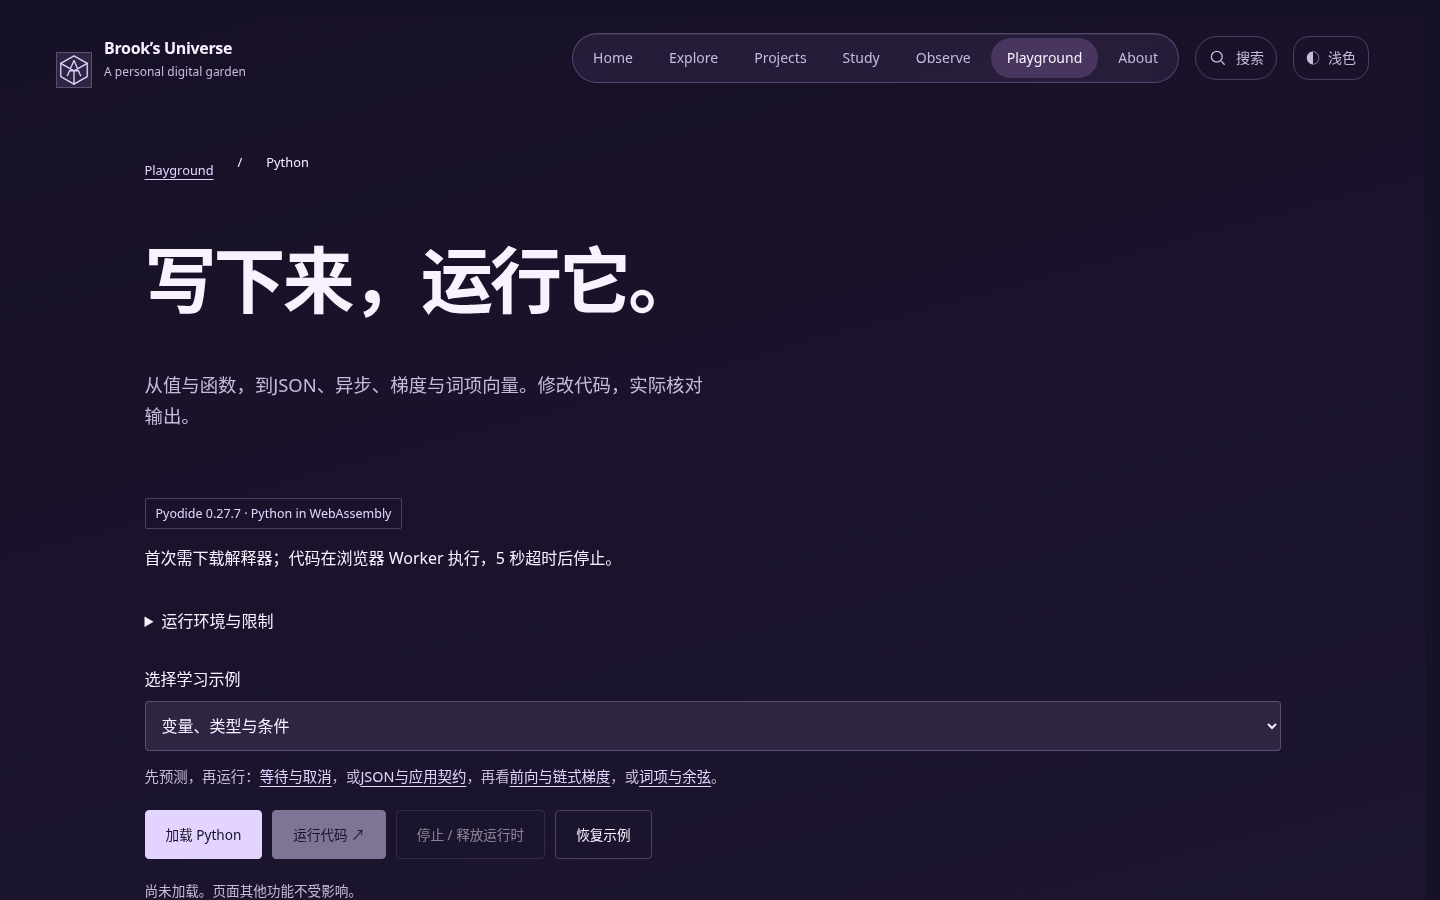 Brook’s Universe
A personal digital garden
Home
Explore
Projects
Study
Observe
Playground
About
搜索
浅色
Playground / Python
写下来，运行它。
从值与函数，到JSON、异步、梯度与词项向量。修改代码，实际核对
输出。
Pyodide 0.27.7 · Python in WebAssembly
首次需下载解释器；代码在浏览器 Worker 执行，5 秒超时后停止。
运行环境与限制
选择学习示例
变量、类型与条件
先预测，再运行：等待与取消，或JSON与应用契约，再看前向与链式梯度，或词项与余弦。
加载 Python
运行代码 ↗
停止 / 释放运行时
恢复示例
尚未加载。页面其他功能不受影响。